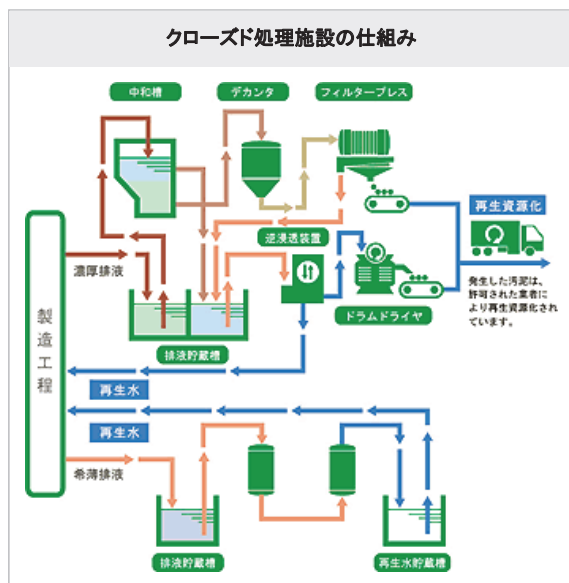 クローズド処理施設の仕組み
中和槽
デカンタ
フィルタープレス
再生資源化
逆浸透装置
濃厚排液
発生した汚泥は、
許可された業者に
より再生資源化され
ています。
ドラムドライヤ
製造工程
排液貯蔵槽
再生水
再生水
希薄排液
排液貯蔵槽
再生水貯蔵槽